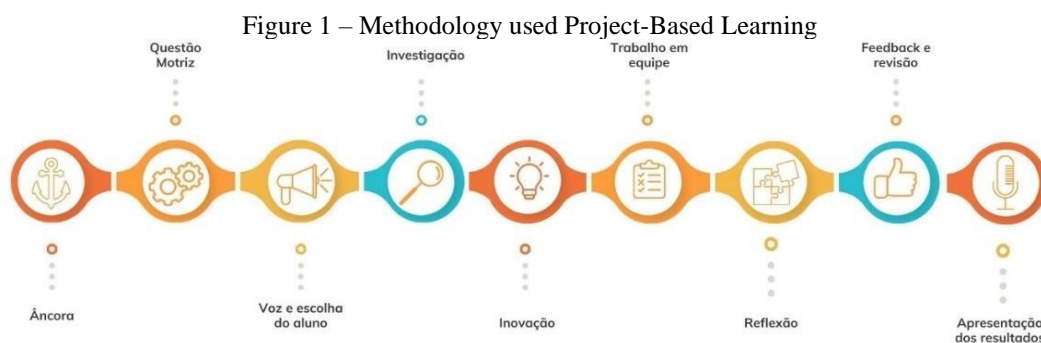 Figure 1 – Methodology used Project-Based Learning
Questão
Motriz
Investigação
Trabalho em
equipe
Feedback e
revisão
Âncora
Voz e escolha
do aluno
Inovação
Reflexão
Apresentação
dos resultados